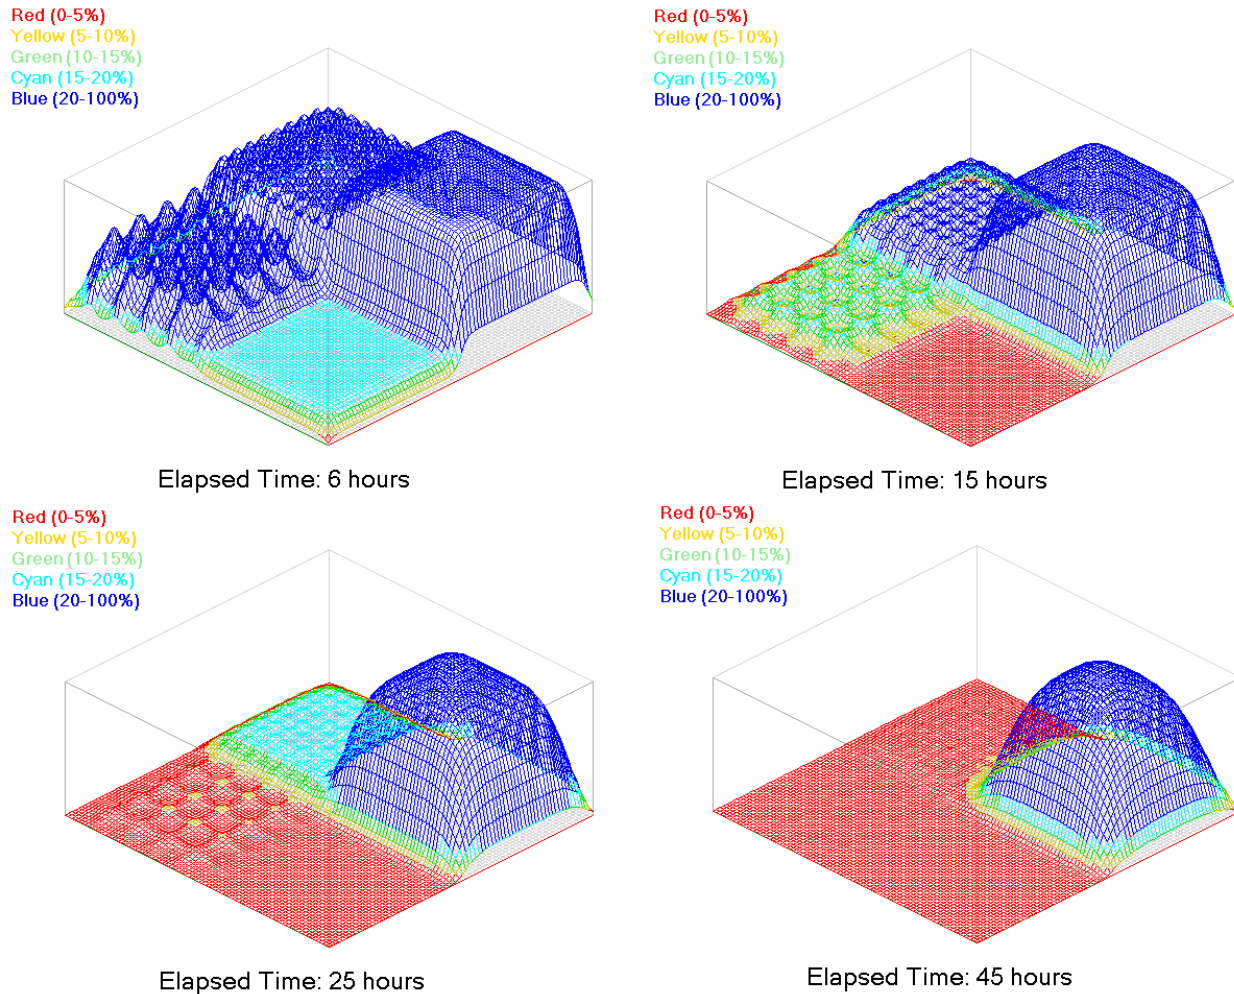 Red (0-5%)
Yellow (5-10%)
Green (10-15%)
Cyan (15-20%)
Blue (20-100%)
Elapsed Time: 6 hours
Red (0-5%)
Yellow (5-10%)
Green (10-15%)
Cyan (15-20%)
Blue (20-100%)
Elapsed Time: 15 hours
Red (0-5%)
Yellow (5-10%)
Green (10-15%)
Cyan (15-20%)
Blue (20-100%)
Elapsed Time: 25 hours
Red (0-5%)
Yellow (5-10%)
Green (10-15%)
Cyan (15-20%)
Blue (20-100%)
Elapsed Time: 45 hours